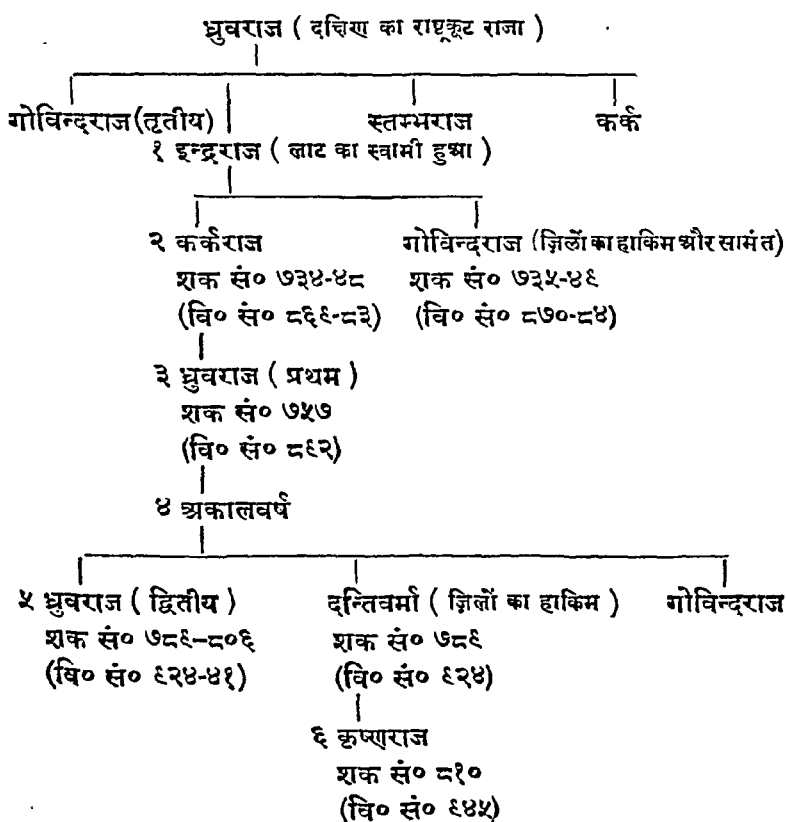 ध्रुवराज ( दक्षिण का राष्ट्रकूट राजा )
गोविन्दराज(तृतीय) स्तम्भराज कर्क
१ इन्द्रराज ( लाट का स्वामी हुआ )
२ कर्कराज गोविन्दराज (ज़िलों का हाकिम और सामंत)
शक सं० ७३४-४८ शक सं० ७३५-४९
(वि० सं० ८६९-८३) (वि० सं० ८७०-८४)
३ ध्रुवराज ( प्रथम )
शक सं० ७५७
(वि० सं० ८९२)
४ अकालवर्ष
५ ध्रुवराज ( द्वितीय ) दन्तिवर्मा ( ज़िलों का हाकिम ) गोविन्दराज
शक सं० ७८९–८०६ शक सं० ७८९
(वि० सं० ९२४-४१) (वि० सं० ९२४)
६ कृष्णराज
शक सं० ८१०
(वि० सं० ९४५)